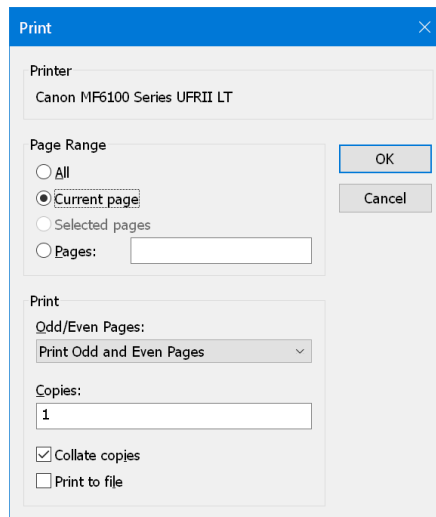 Print
Printer
Canon MF6100 Series UFRII LT
Page Range
All
Current page
Selected pages
Pages:
OK
Cancel
Print
Odd/Even Pages:
Print Odd and Even Pages
Copies:
1
Collate copies
Print to file